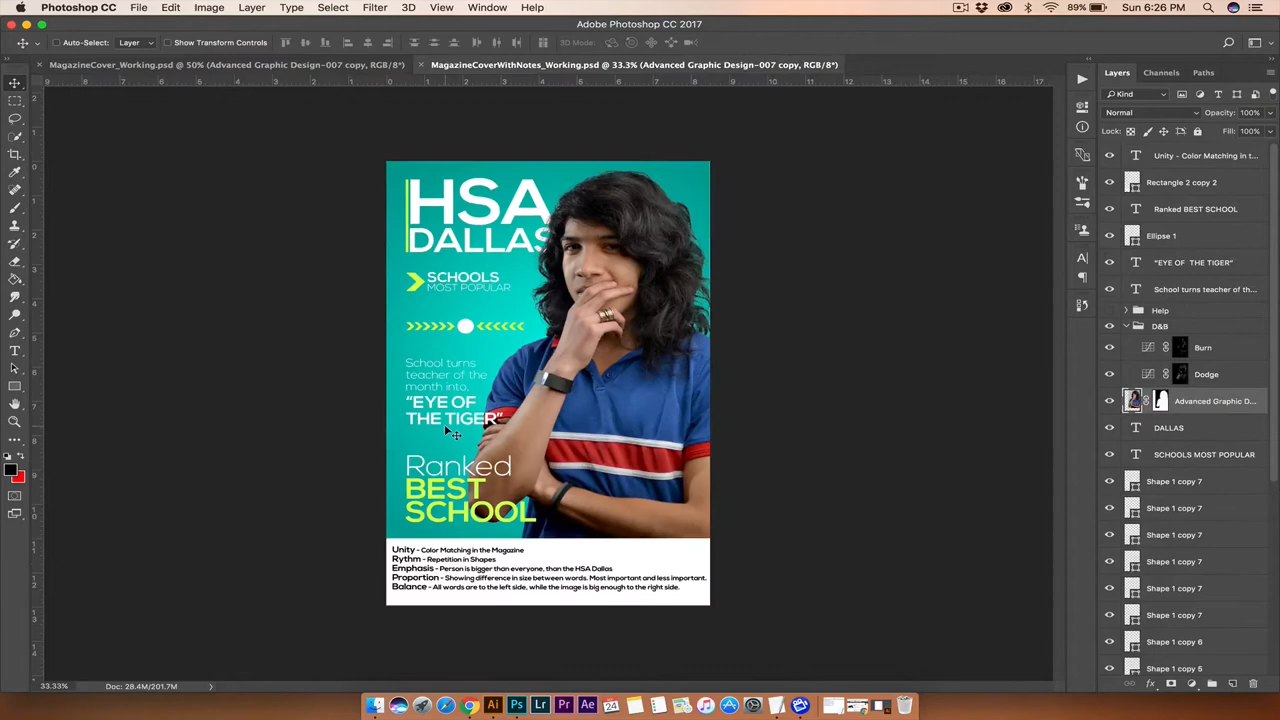 Photoshop CC File Edit Image Layer Type Select Filter 3D View Window Help 89% Sun 6:26 PM
Adobe Photoshop CC 2017
Auto-Select: Layer Show Transform Controls 3D Mode:
MagazineCover_Working.psd @ 50% (Advanced Graphic Design-007 copy, RGB/8*) MagazineCoverWithNotes_Working.psd @ 33.3% (Advanced Graphic Design-007 copy, RGB/8*)
Layers Channels Paths
Kind
Normal Opacity: 100%
Lock: Fill: 100%
Unity - Color Matching in t...
Rectangle 2 copy 2
Ranked BEST SCHOOL
Ellipse 1
"EYE OF THE TIGER"
School turns teacher of th...
Help
D&B
Burn
Dodge
Advanced Graphic D...
DALLAS
SCHOOLS MOST POPULAR
Shape 1 copy 7
Shape 1 copy 7
Shape 1 copy 7
Shape 1 copy 7
Shape 1 copy 7
Shape 1 copy 7
Shape 1 copy 6
Shape 1 copy 5
HSA
DALLAS
SCHOOLS
MOST POPULAR
School turns
teacher of the
month into,
“EYE OF
THE TIGER”
Ranked
BEST
SCHOOL
Unity - Color Matching in the Magazine
Rythm - Repetition in Shapes
Emphasis - Person is bigger than everyone, than the HSA Dallas
Proportion - Showing difference in size between words. Most important and less important.
Balance - All words are to the left side, while the image is big enough to the right side.
33.33% Doc: 28.4M/201.7M
Ai Ps Lr Pr Ae 24